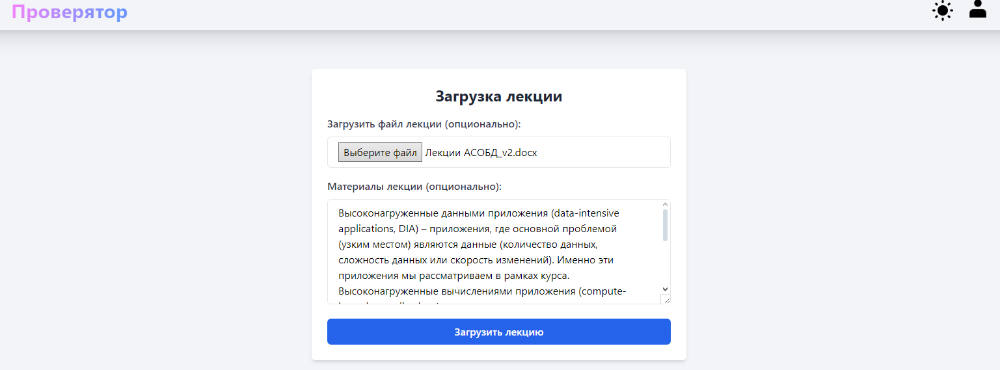 Проверятор
Загрузка лекции
Загрузить файл лекции (опционально):
Выберите файл Лекции АСОБД_v2.docx
Материалы лекции (опционально):
Высоконагруженные данными приложения (data-intensive
applications, DIA) – приложения, где основной проблемой
(узким местом) являются данные (количество данных,
сложность данных или скорость изменений). Именно эти
приложения мы рассматриваем в рамках курса.
Высоконагруженные вычислениями приложения (compute-
Загрузить лекцию